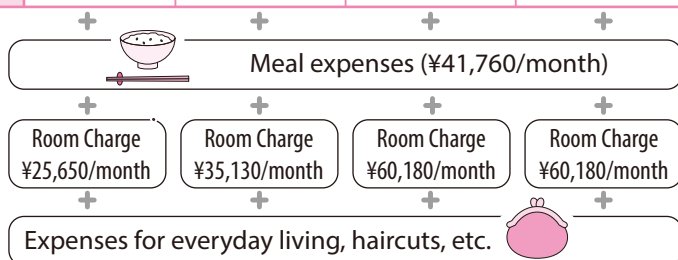 + + + +
Meal expenses (¥41,760/month)
+ + + +
Room Charge
¥25,650/month
Room Charge
¥35,130/month
Room Charge
¥60,180/month
Room Charge
¥60,180/month
+ + + +
Expenses for everyday living, haircuts, etc.